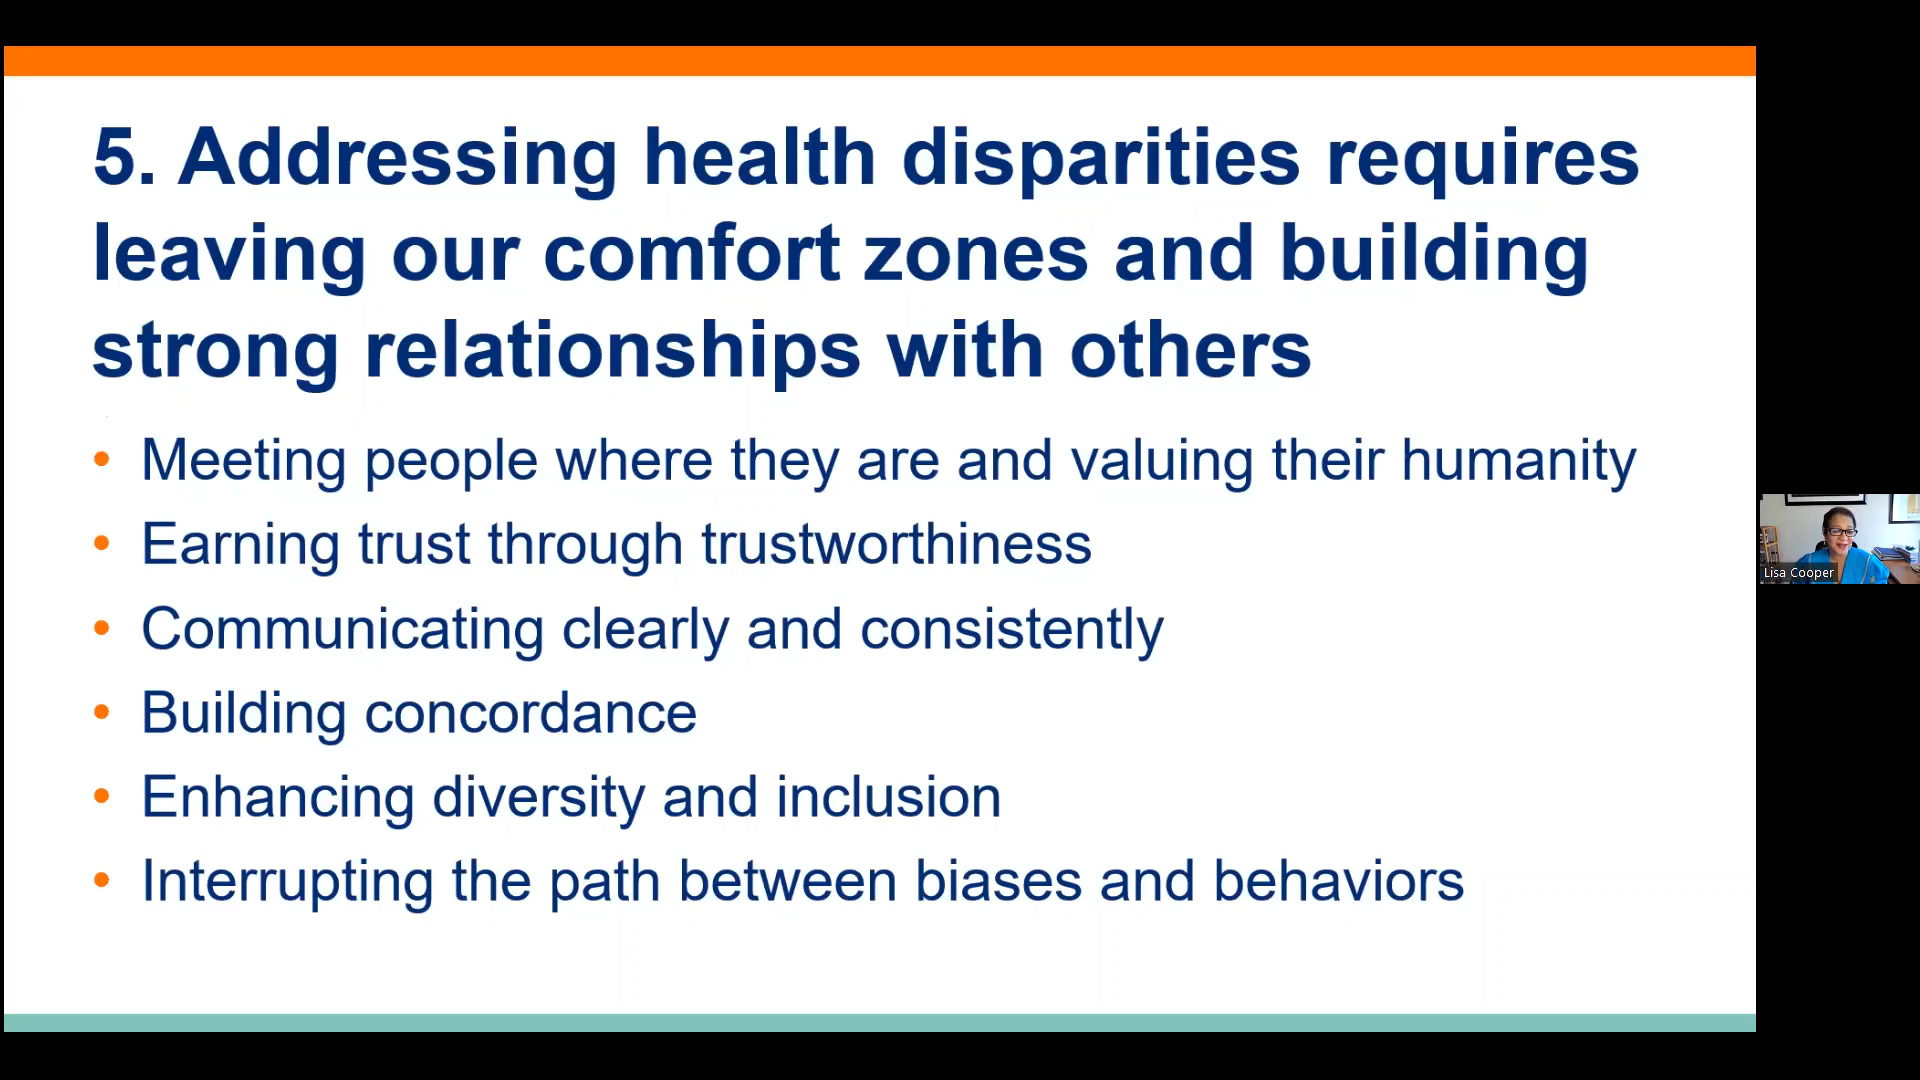 5. Addressing health disparities requires
leaving our comfort zones and building
strong relationships with others
• Meeting people where they are and valuing their humanity
• Earning trust through trustworthiness
• Communicating clearly and consistently
• Building concordance
• Enhancing diversity and inclusion
• Interrupting the path between biases and behaviors
Lisa Cooper